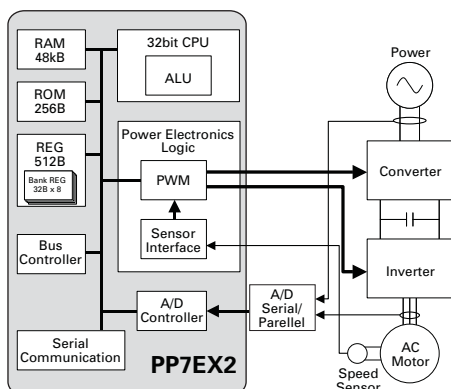 RAM
48kB
32bit CPU
ALU
ROM
256B
REG
512B
Bank REG
32B x 8
Power Electronics
Logic
PWM
Sensor
Interface
Bus
Controller
A/D
Controller
Serial
Communication
PP7EX2
A/D
Serial/
Parellel
Power
Converter
Inverter
AC
Motor
Speed
Sensor